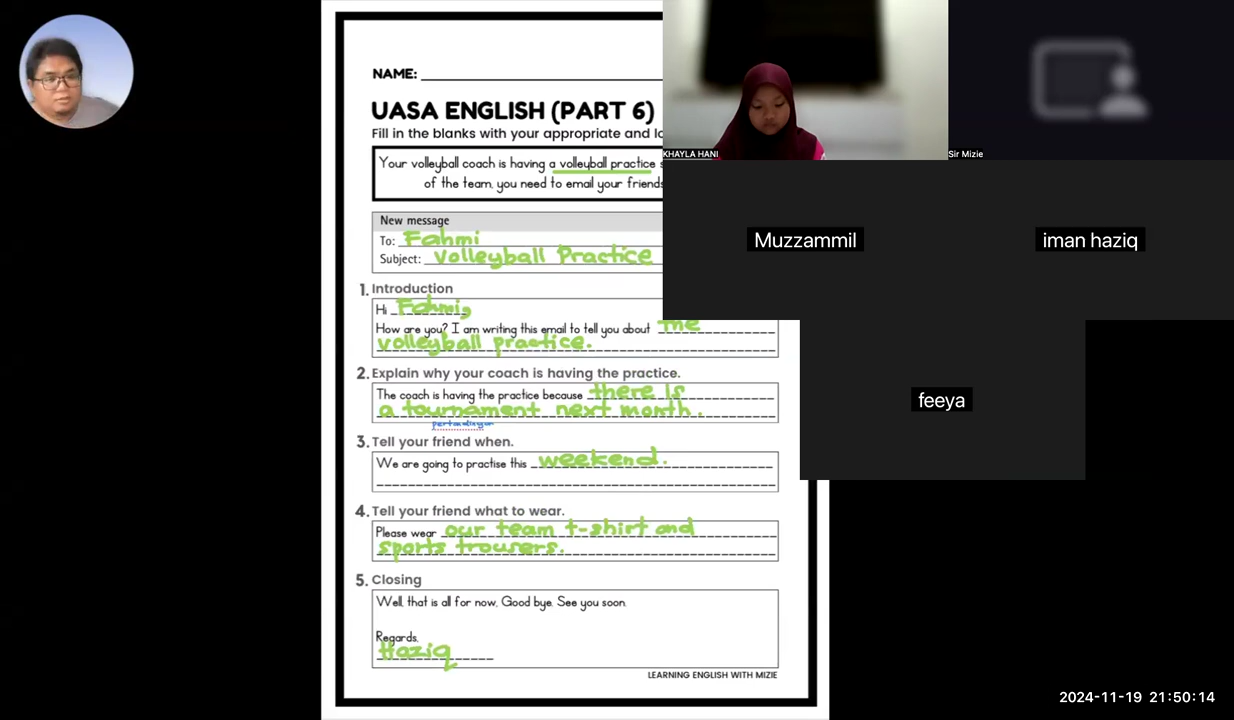 NAME:
UASA ENGLISH (PART 6)
Fill in the blanks with your appropriate and
Your volleyball coach is having a volleyball practice
of the team, you need to email your friends
New message
To: Fahmi
Subject: Volleyball Practice
1. Introduction
Hi Fahmi,
How are you? I am writing this email to tell you about the
volleyball practice.
2. Explain why your coach is having the practice.
The coach is having the practice because there is
a tournament next month.
pertandingan
3. Tell your friend when.
We are going to practise this weekend.
4. Tell your friend what to wear.
Please wear our team t-shirt and
sports trousers.
5. Closing
Well, that is all for now. Good bye. See you soon.
Regards,
Haziq
LEARNING ENGLISH WITH MIZIE
KHAYLA HANI
Sir Mizie
Muzzammil
iman haziq
feeya
2024-11-19 21:50:14